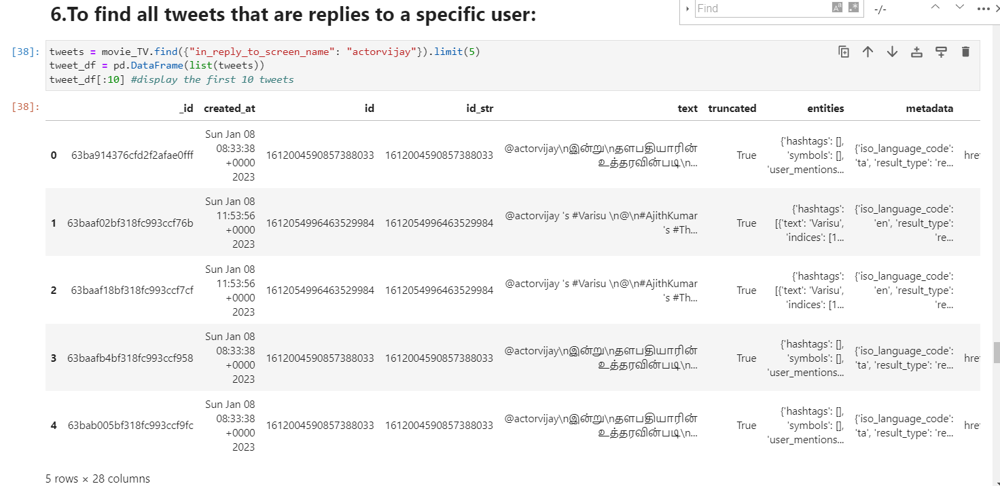 6.To find all tweets that are replies to a specific user:
Find
-/-
[38]: tweets = movie_TV.find({"in_reply_to_screen_name": "actorvijay"}).limit(5)
tweet_df = pd.DataFrame(list(tweets))
tweet_df[:10] #display the first 10 tweets
[38]:
_id created_at id id_str text truncated entities metadata
0 63ba914376cfd2f2afae0fff Sun Jan 08 08:33:38 +0000 2023 1612004590857388033 1612004590857388033 @actorvijay\nஇன்று\nதளபதியாரின் உத்தரவின்படி\n... True {'hashtags': [], 'symbols': [], 'user_mentions... {'iso_language_code': 'ta', 'result_type': 're... href
1 63baaf02bf318fc993ccf76b Sun Jan 08 11:53:56 +0000 2023 1612054996463529984 1612054996463529984 @actorvijay 's #Varisu \n@\n#AjithKumar 's #Th... True {'hashtags': [{'text': 'Varisu', 'indices': [1... {'iso_language_code': 'en', 'result_type': 're...
2 63baaf18bf318fc993ccf7cf Sun Jan 08 11:53:56 +0000 2023 1612054996463529984 1612054996463529984 @actorvijay 's #Varisu \n@\n#AjithKumar 's #Th... True {'hashtags': [{'text': 'Varisu', 'indices': [1... {'iso_language_code': 'en', 'result_type': 're...
3 63baafb4bf318fc993ccf958 Sun Jan 08 08:33:38 +0000 2023 1612004590857388033 1612004590857388033 @actorvijay\nஇன்று\nதளபதியாரின் உத்தரவின்படி\n... True {'hashtags': [], 'symbols': [], 'user_mentions... {'iso_language_code': 'ta', 'result_type': 're... href
4 63bab005bf318fc993ccf9fc Sun Jan 08 08:33:38 +0000 2023 1612004590857388033 1612004590857388033 @actorvijay\nஇன்று\nதளபதியாரின் உத்தரவின்படி\n... True {'hashtags': [], 'symbols': [], 'user_mentions... {'iso_language_code': 'ta', 'result_type': 're... href
5 rows × 28 columns